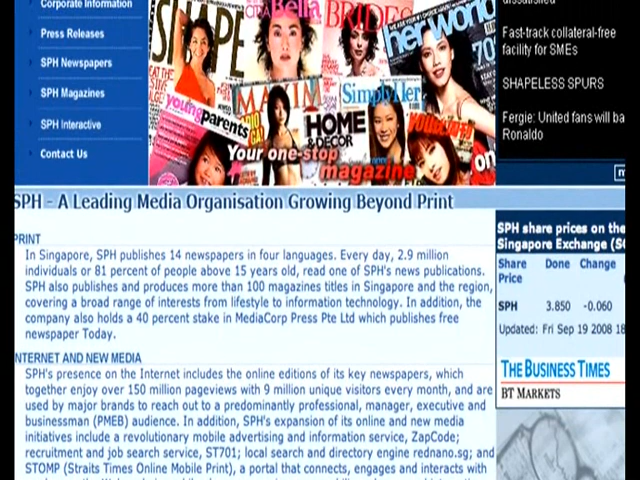 Corporate Information
Press Releases
SPH Newspapers
SPH Magazines
SPH Interactive
Contact Us
SHAPE
Bella
BRIDES
her world
70
young parents
MAXIM
HOME
& DECOR
Simply Her
Your one-stop
magazine
on
dissatisfied
Fast-track collateral-free
facility for SMEs
SHAPELESS SPURS
Fergie: United fans will ba
Ronaldo
SPH - A Leading Media Organisation Growing Beyond Print
PRINT
In Singapore, SPH publishes 14 newspapers in four languages. Every day, 2.9 million
individuals or 81 percent of people above 15 years old, read one of SPH's news publications.
SPH also publishes and produces more than 100 magazines titles in Singapore and the region,
covering a broad range of interests from lifestyle to information technology. In addition, the
company also holds a 40 percent stake in MediaCorp Press Pte Ltd which publishes free
newspaper Today.
INTERNET AND NEW MEDIA
SPH's presence on the Internet includes the online editions of its key newspapers, which
together enjoy over 150 million pageviews with 9 million unique visitors every month, and are
used by major brands to reach out to a predominantly professional, manager, executive and
businessman (PMEB) audience. In addition, SPH's expansion of its online and new media
initiatives include a revolutionary mobile advertising and information service, ZapCode;
recruitment and job search service, ST701; local search and directory engine rednano.sg; and
STOMP (Straits Times Online Mobile Print), a portal that connects, engages and interacts with
SPH share prices on the
Singapore Exchange (SG
Share Price Done Change
SPH 3.850 -0.060
Updated: Fri Sep 19 2008 18
THE BUSINESS TIMES
BT MARKETS